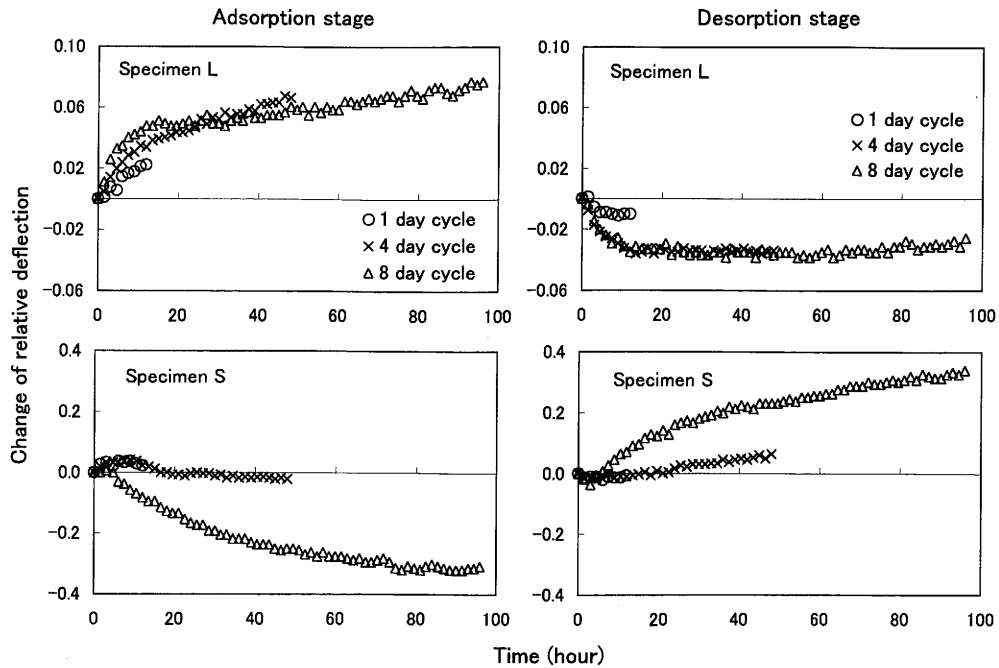 Adsorption stage
Desorption stage
Change of relative deflection
0.10
0.06
0.02
−0.02
−0.06
Specimen L
1 day cycle
4 day cycle
8 day cycle
0 20 40 60 80 100
0.10
0.06
0.02
−0.02
−0.06
Specimen L
1 day cycle
4 day cycle
8 day cycle
0 20 40 60 80 100
0.4
0.2
0.0
−0.2
−0.4
Specimen S
0 20 40 60 80 100
0.4
0.2
0.0
−0.2
−0.4
Specimen S
0 20 40 60 80 100
Time (hour)